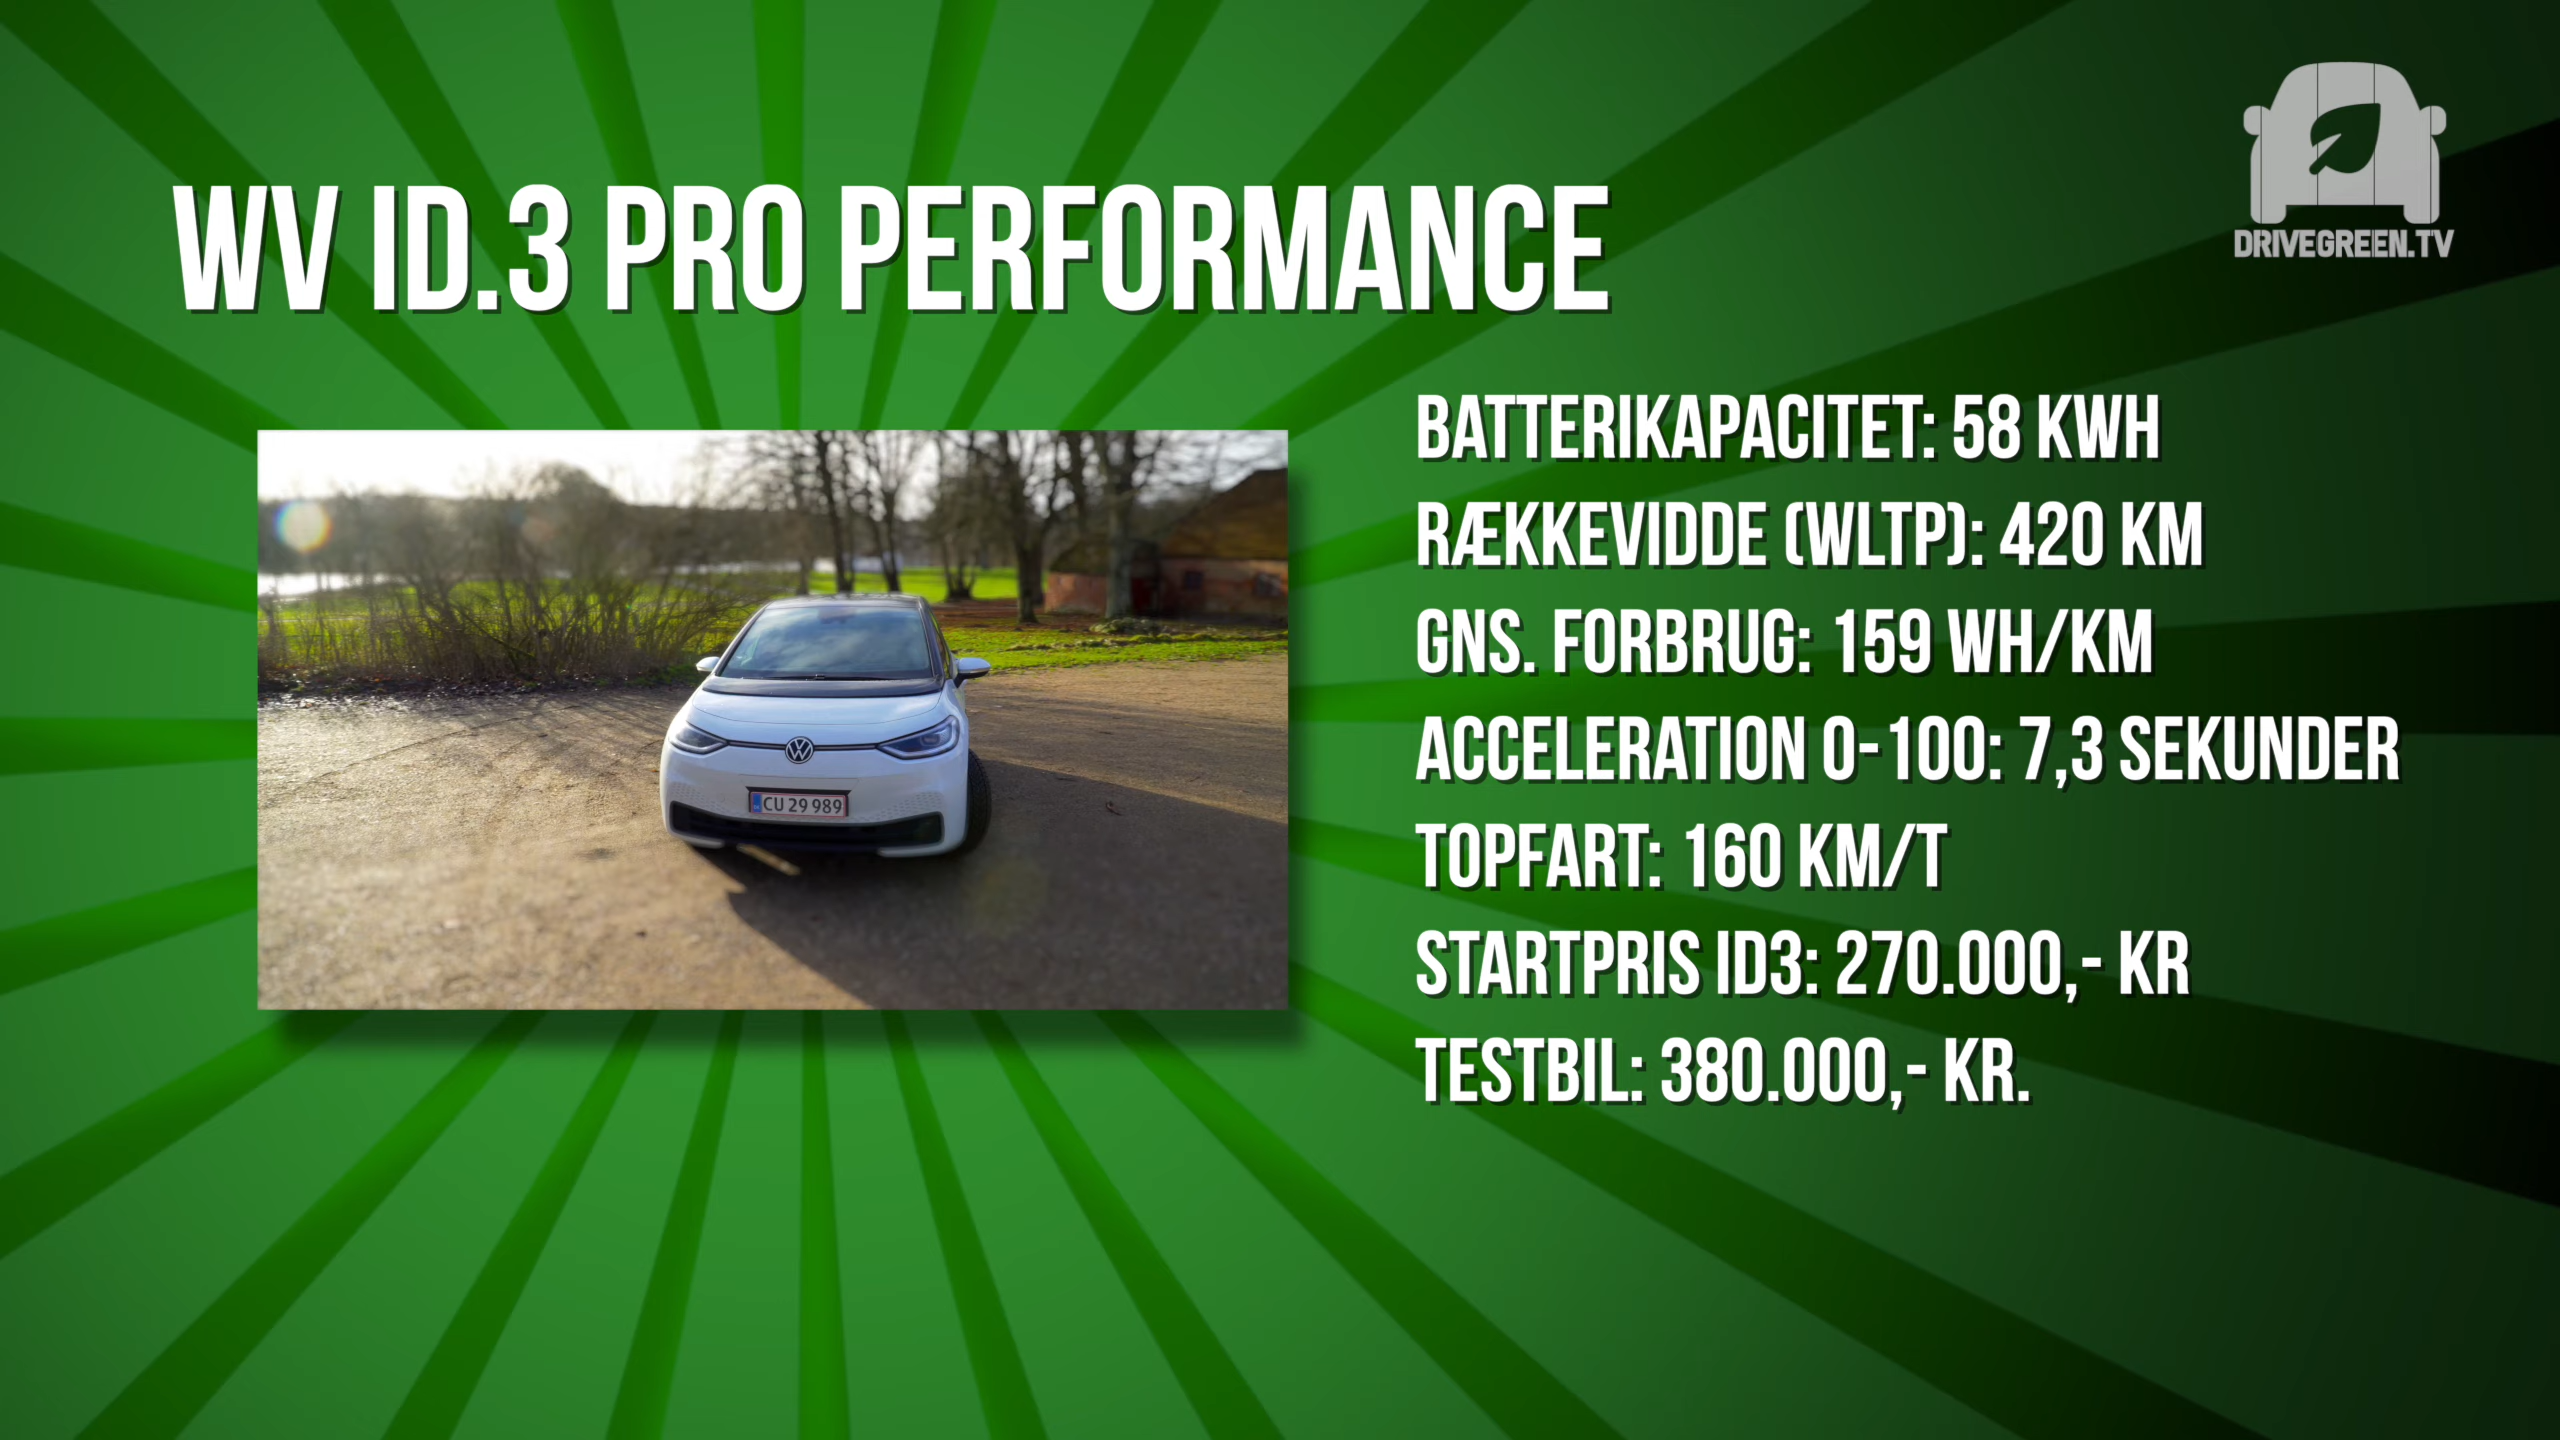 WV ID.3 PRO PERFORMANCE
DRIVEGREEN.TV
BATTERIKAPACITET: 58 KWH
RÆKKEVIDDE (WLTP): 420 KM
GNS. FORBRUG: 159 WH/KM
ACCELERATION 0-100: 7,3 SEKUNDER
TOPFART: 160 KM/T
STARTPRIS ID3: 270.000,- KR
TESTBIL: 380.000,- KR.
CU 29 989